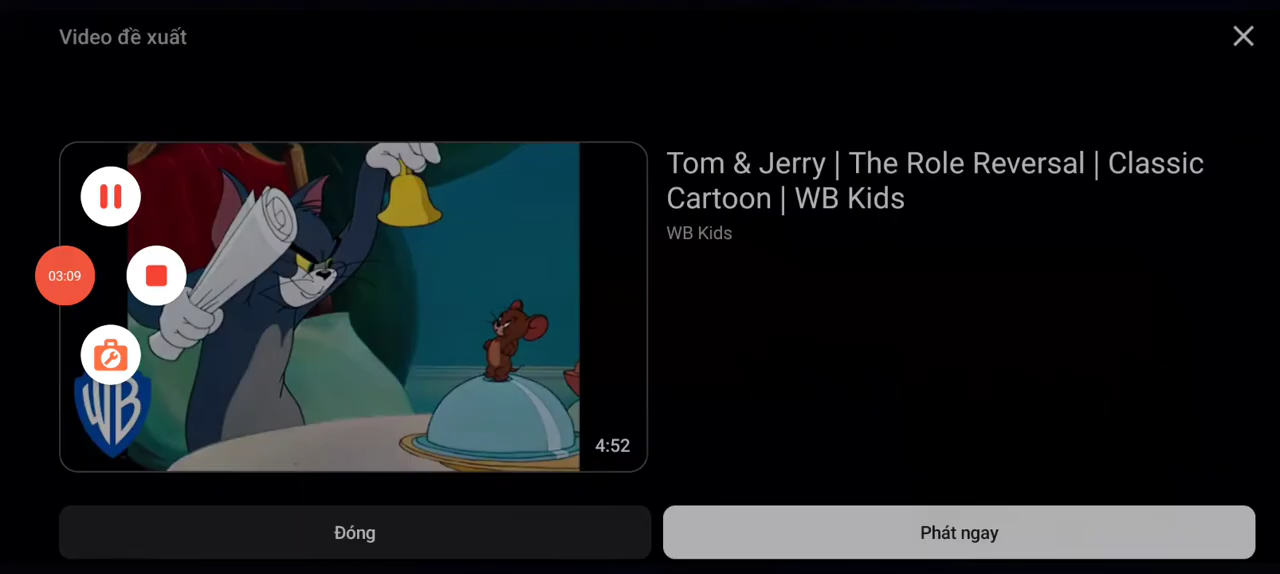 Video đề xuất
Tom & Jerry | The Role Reversal | Classic
Cartoon | WB Kids
WB Kids
03:09
WB
4:52
Đóng
Phát ngay